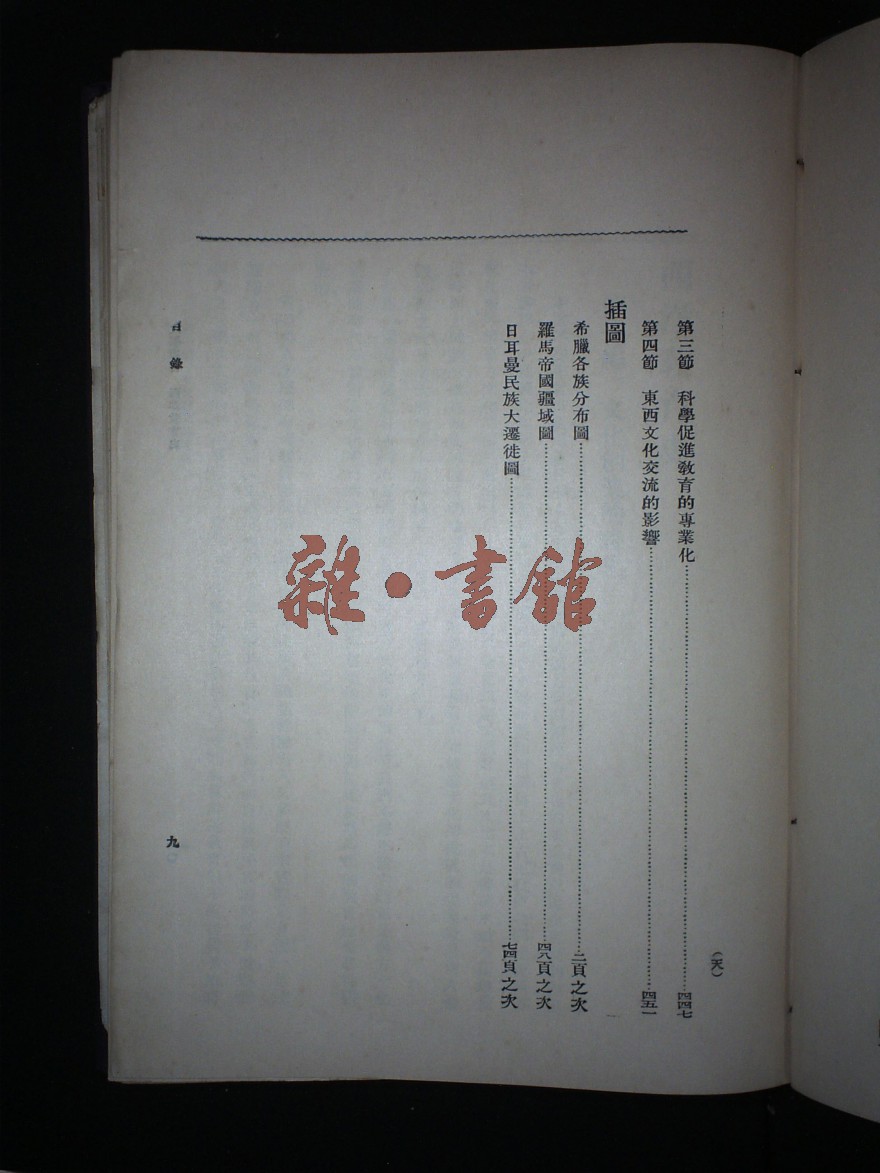 (天)
第三節　科學促進教育的專業化……四四七
第四節　東西文化交流的影響……四五一
插圖
希臘各族分布圖……二頁之次
羅馬帝國疆域圖……四八頁之次
日耳曼民族大遷徙圖……七四頁之次
目錄
九
雜·書館